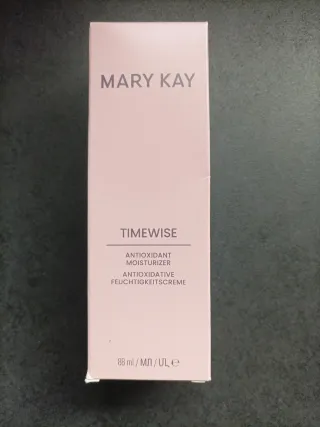 MARY KAY
TIMEWISE
ANTIOXIDANT
MOISTURIZER
ANTIOXIDATIVE
FEUCHTIGKEITSCREME
88 ml / МЛ / UL ℮